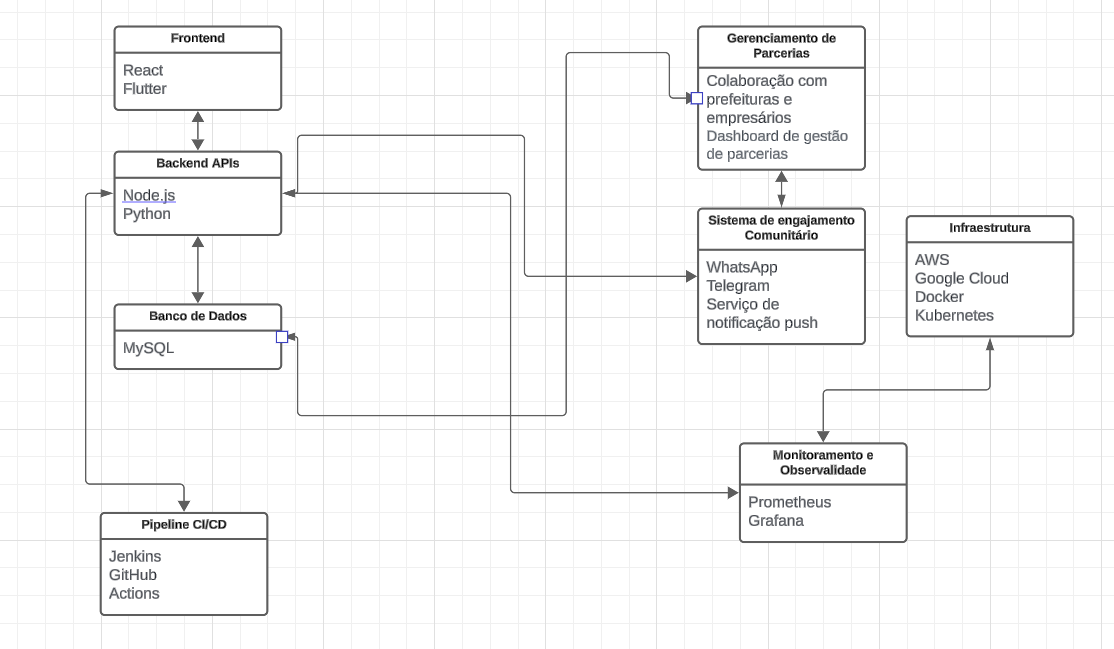 Frontend
React
Flutter
Backend APIs
Node.js
Python
Banco de Dados
MySQL
Pipeline CI/CD
Jenkins
GitHub
Actions
Gerenciamento de
Parcerias
Colaboração com
prefeituras e
empresários
Dashboard de gestão
de parcerias
Sistema de engajamento
Comunitário
WhatsApp
Telegram
Serviço de
notificação push
Infraestrutura
AWS
Google Cloud
Docker
Kubernetes
Monitoramento e
Observalidade
Prometheus
Grafana